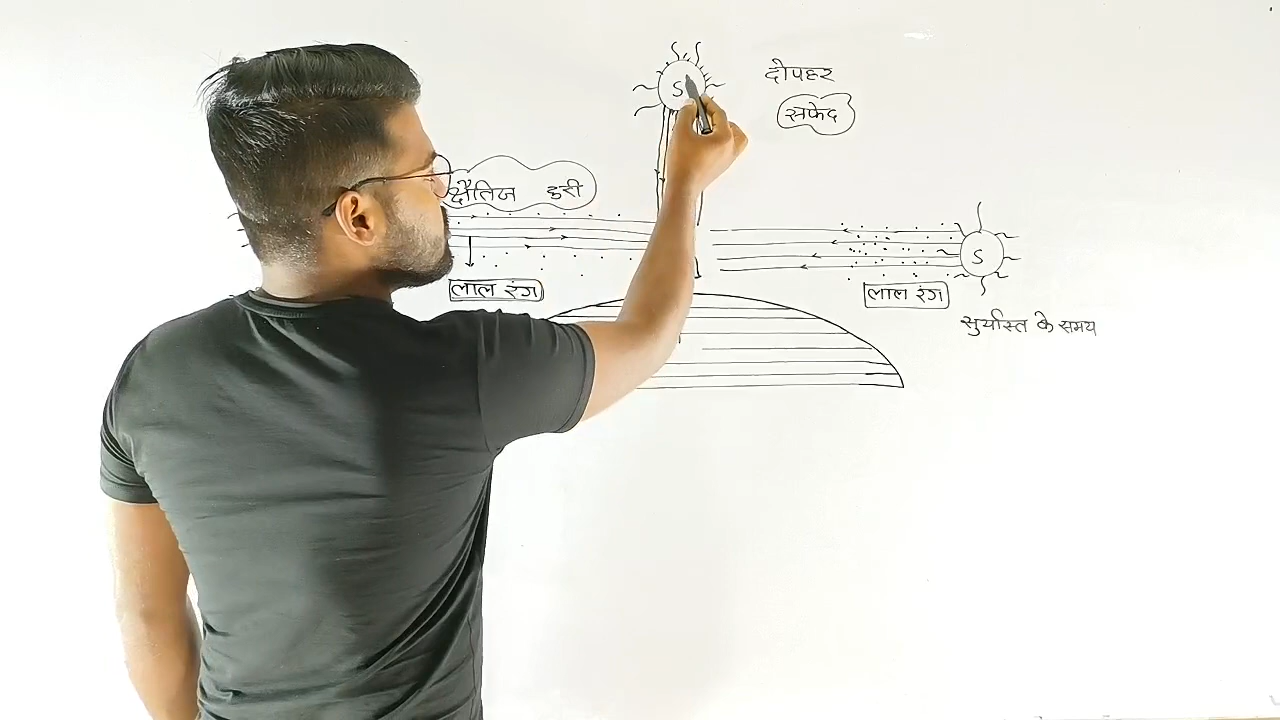 S
दोपहर
सफेद
क्षैतिज दुरी
S
लाल रंग
लाल रंग
सुर्यास्त के समय